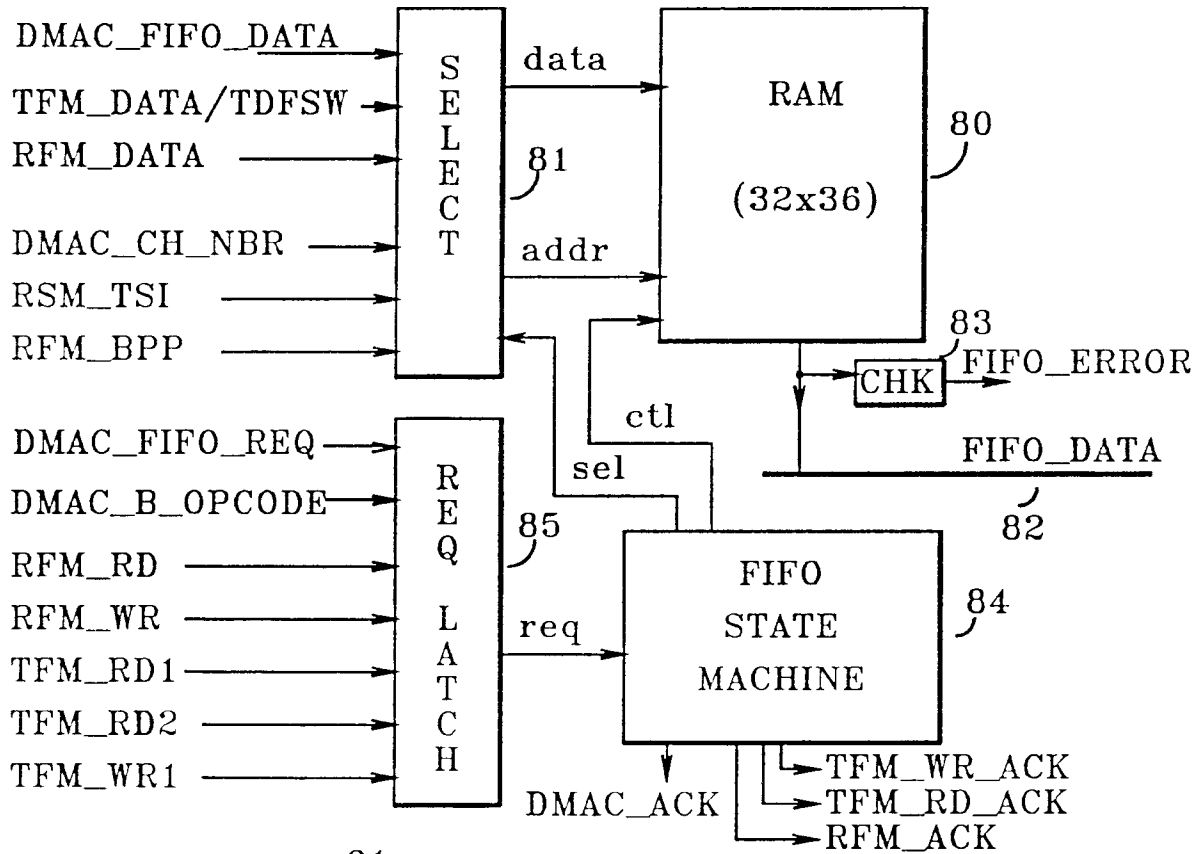 DMAC_FIFO_DATA
TFM_DATA/TDFSW
RFM_DATA
DMAC_CH_NBR
RSM_TSI
RFM_BPP
SELECT
81
data
addr
RAM
(32x36)
80
83
CHK
FIFO_ERROR
FIFO_DATA
82
ctl
sel
DMAC_FIFO_REQ
DMAC_B_OPCODE
RFM_RD
RFM_WR
TFM_RD1
TFM_RD2
TFM_WR1
REQ LATCH
85
req
FIFO
STATE
MACHINE
84
DMAC_ACK
TFM_WR_ACK
TFM_RD_ACK
RFM_ACK